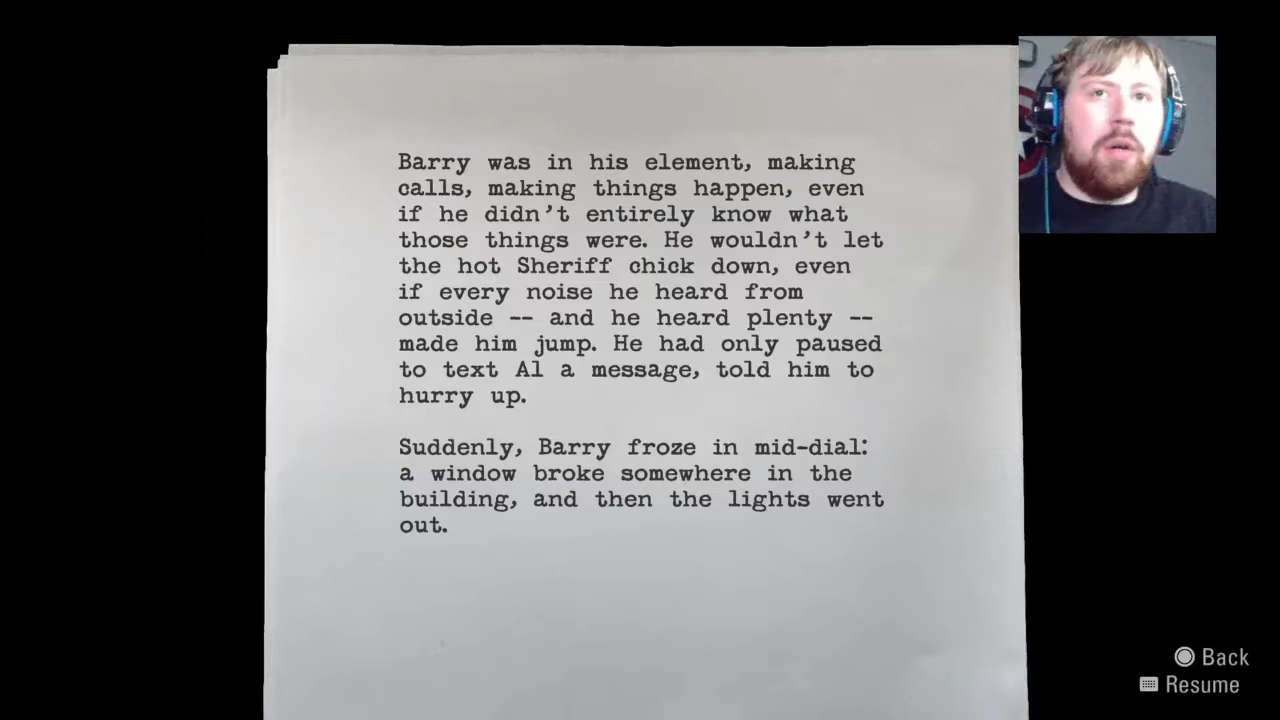 Barry was in his element, making
calls, making things happen, even
if he didn't entirely know what
those things were. He wouldn't let
the hot Sheriff chick down, even
if every noise he heard from
outside -- and he heard plenty --
made him jump. He had only paused
to text Al a message, told him to
hurry up.
Suddenly, Barry froze in mid-dial:
a window broke somewhere in the
building, and then the lights went
out.
Back
Resume